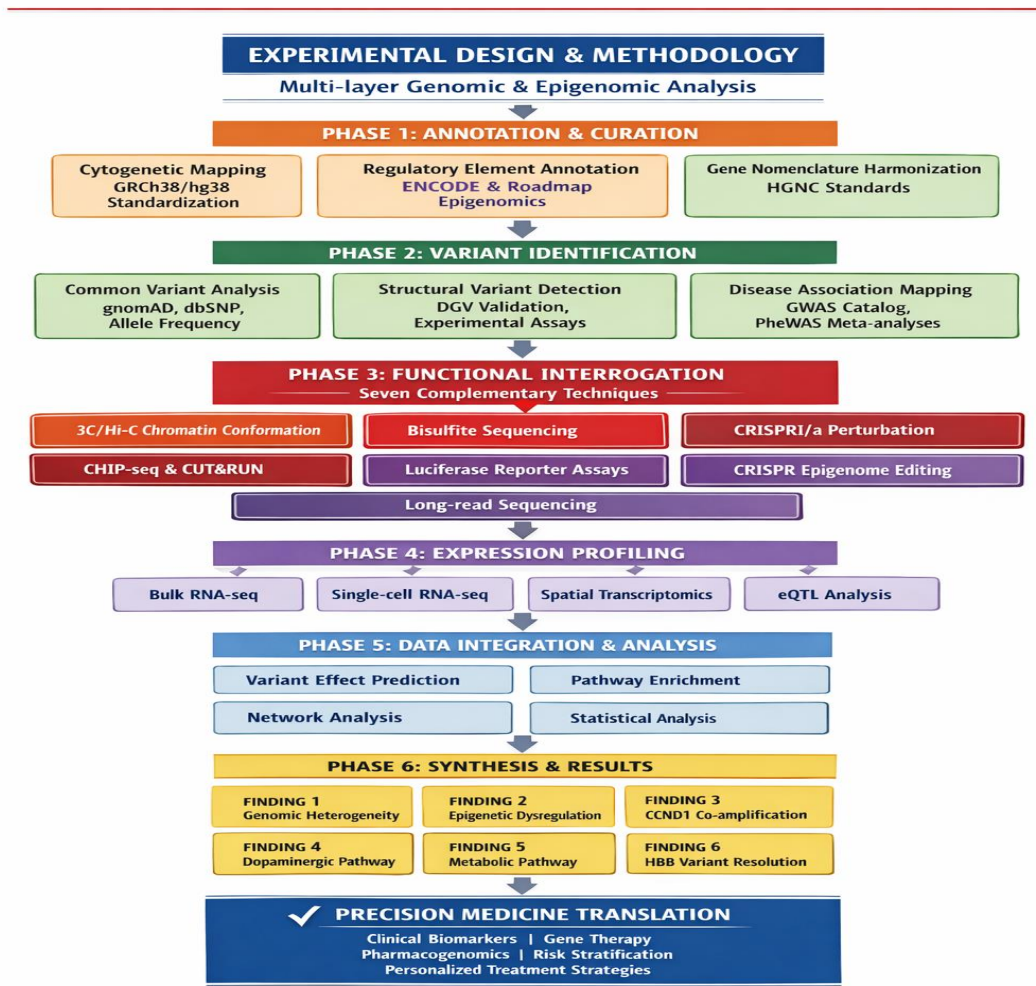 EXPERIMENTAL DESIGN & METHODOLOGY
Multi-layer Genomic & Epigenomic Analysis
PHASE 1: ANNOTATION & CURATION
Cytogenetic Mapping
GRCh38/hg38
Standardization
Regulatory Element Annotation
ENCODE & Roadmap
Epigenomics
Gene Nomenclature Harmonization
HGNC Standards
PHASE 2: VARIANT IDENTIFICATION
Common Variant Analysis
gnomAD, dbSNP,
Allele Frequency
Structural Variant Detection
DGV Validation,
Experimental Assays
Disease Association Mapping
GWAS Catalog,
PheWAS Meta-analyses
PHASE 3: FUNCTIONAL INTERROGATION
Seven Complementary Techniques
3C/Hi-C Chromatin Conformation
Bisulfite Sequencing
CRISPRI/a Perturbation
CHIP-seq & CUT&RUN
Luciferase Reporter Assays
CRISPR Epigenome Editing
Long-read Sequencing
PHASE 4: EXPRESSION PROFILING
Bulk RNA-seq
Single-cell RNA-seq
Spatial Transcriptomics
eQTL Analysis
PHASE 5: DATA INTEGRATION & ANALYSIS
Variant Effect Prediction
Pathway Enrichment
Network Analysis
Statistical Analysis
PHASE 6: SYNTHESIS & RESULTS
FINDING 1
Genomic Heterogeneity
FINDING 2
Epigenetic Dysregulation
FINDING 3
CCND1 Co-amplification
FINDING 4
Dopaminergic Pathway
FINDING 5
Metabolic Pathway
FINDING 6
HBB Variant Resolution
PRECISION MEDICINE TRANSLATION
Clinical Biomarkers | Gene Therapy
Pharmacogenomics | Risk Stratification
Personalized Treatment Strategies